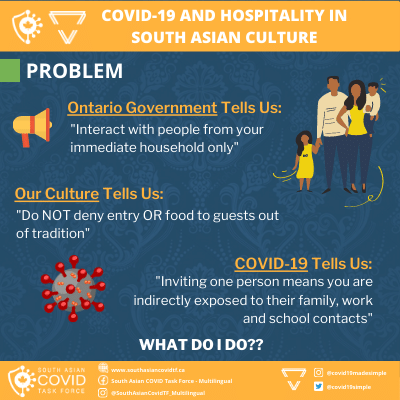 COVID-19 AND HOSPITALITY IN
SOUTH ASIAN CULTURE
PROBLEM
Ontario Government Tells Us:
"Interact with people from your
immediate household only"
Our Culture Tells Us:
"Do NOT deny entry OR food to guests out
of tradition"
COVID-19 Tells Us:
"Inviting one person means you are
indirectly exposed to their family, work
and school contacts"
WHAT DO I DO??
SOUTH ASIAN
COVID
TASK FORCE
www.southasiancovidtf.ca
South Asian COVID Task Force - Multilingual
@SouthAsianCovidTF_Multilingual
@covid19madesimple
@covid19simple